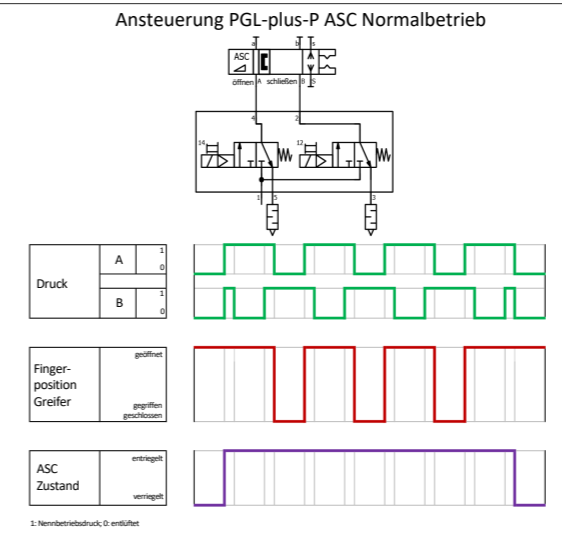 Ansteuerung PGL-plus-P ASC Normalbetrieb
a b s
ASC
öffnen A schließen B S
4 2
14 12
1 5 3
Druck
A 1 0
B 1 0
Finger-
position
Greifer
geöffnet
gegriffen
geschlossen
ASC
Zustand
entriegelt
verriegelt
1: Nennbetriebsdruck; 0: entlüftet